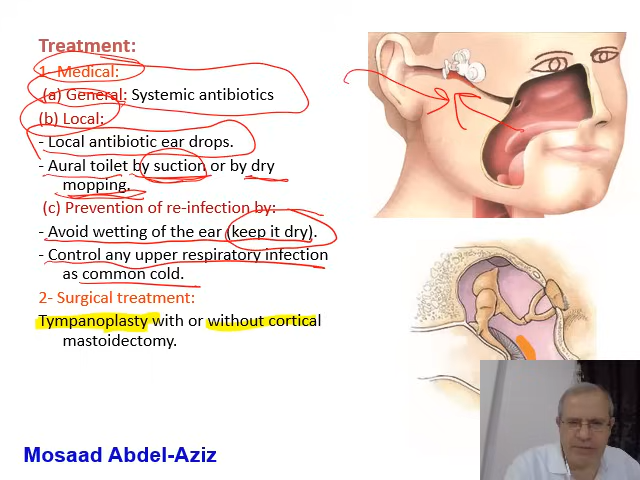 Treatment:
1- Medical:
(a) General: Systemic antibiotics
(b) Local:
- Local antibiotic ear drops.
- Aural toilet by suction or by dry
mopping.
(c) Prevention of re-infection by:
- Avoid wetting of the ear (keep it dry).
- Control any upper respiratory infection
as common cold.
2- Surgical treatment:
Tympanoplasty with or without cortical
mastoidectomy.
Mosaad Abdel-Aziz